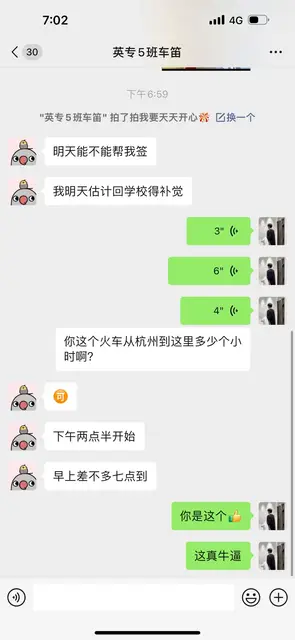 7:02
4G
30
英专5班车笛
下午6:59
"英专5班车笛" 拍了拍我要天天开心 换一个
明天能不能帮我签
我明天估计回学校得补觉
3"
6"
4"
你这个火车从杭州到这里多少个小
时啊?
可
下午两点半开始
早上差不多七点到
你是这个👍
这真牛逼